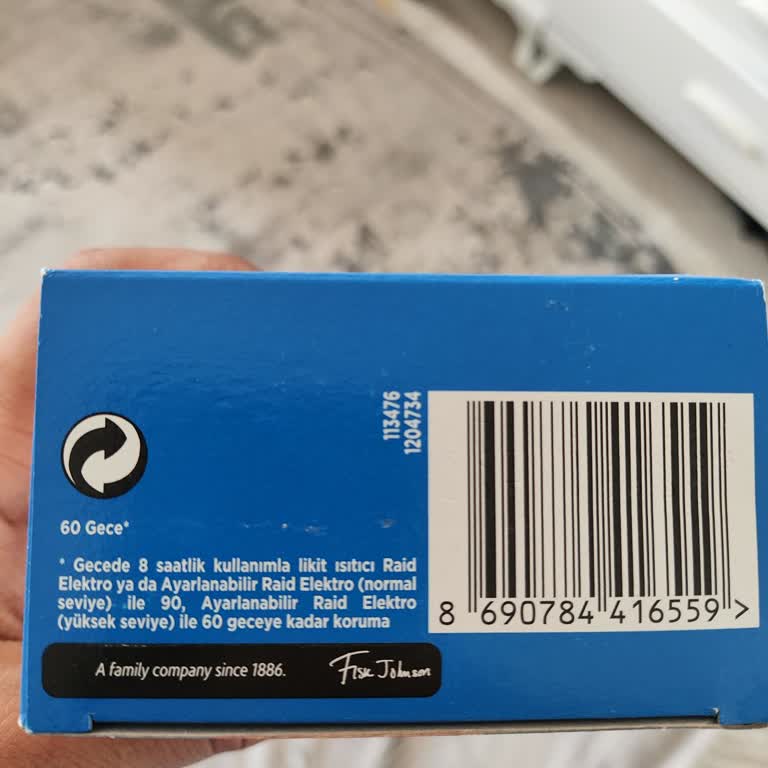 113476
1204734
60 Gece*
* Gecede 8 saatlik kullanımla likit ısıtıcı Raid
Elektro ya da Ayarlanabilir Raid Elektro (normal
seviye) ile 90, Ayarlanabilir Raid Elektro
(yüksek seviye) ile 60 geceye kadar koruma
8 690784 416559 >
A family company since 1886.
Fisk Johnson